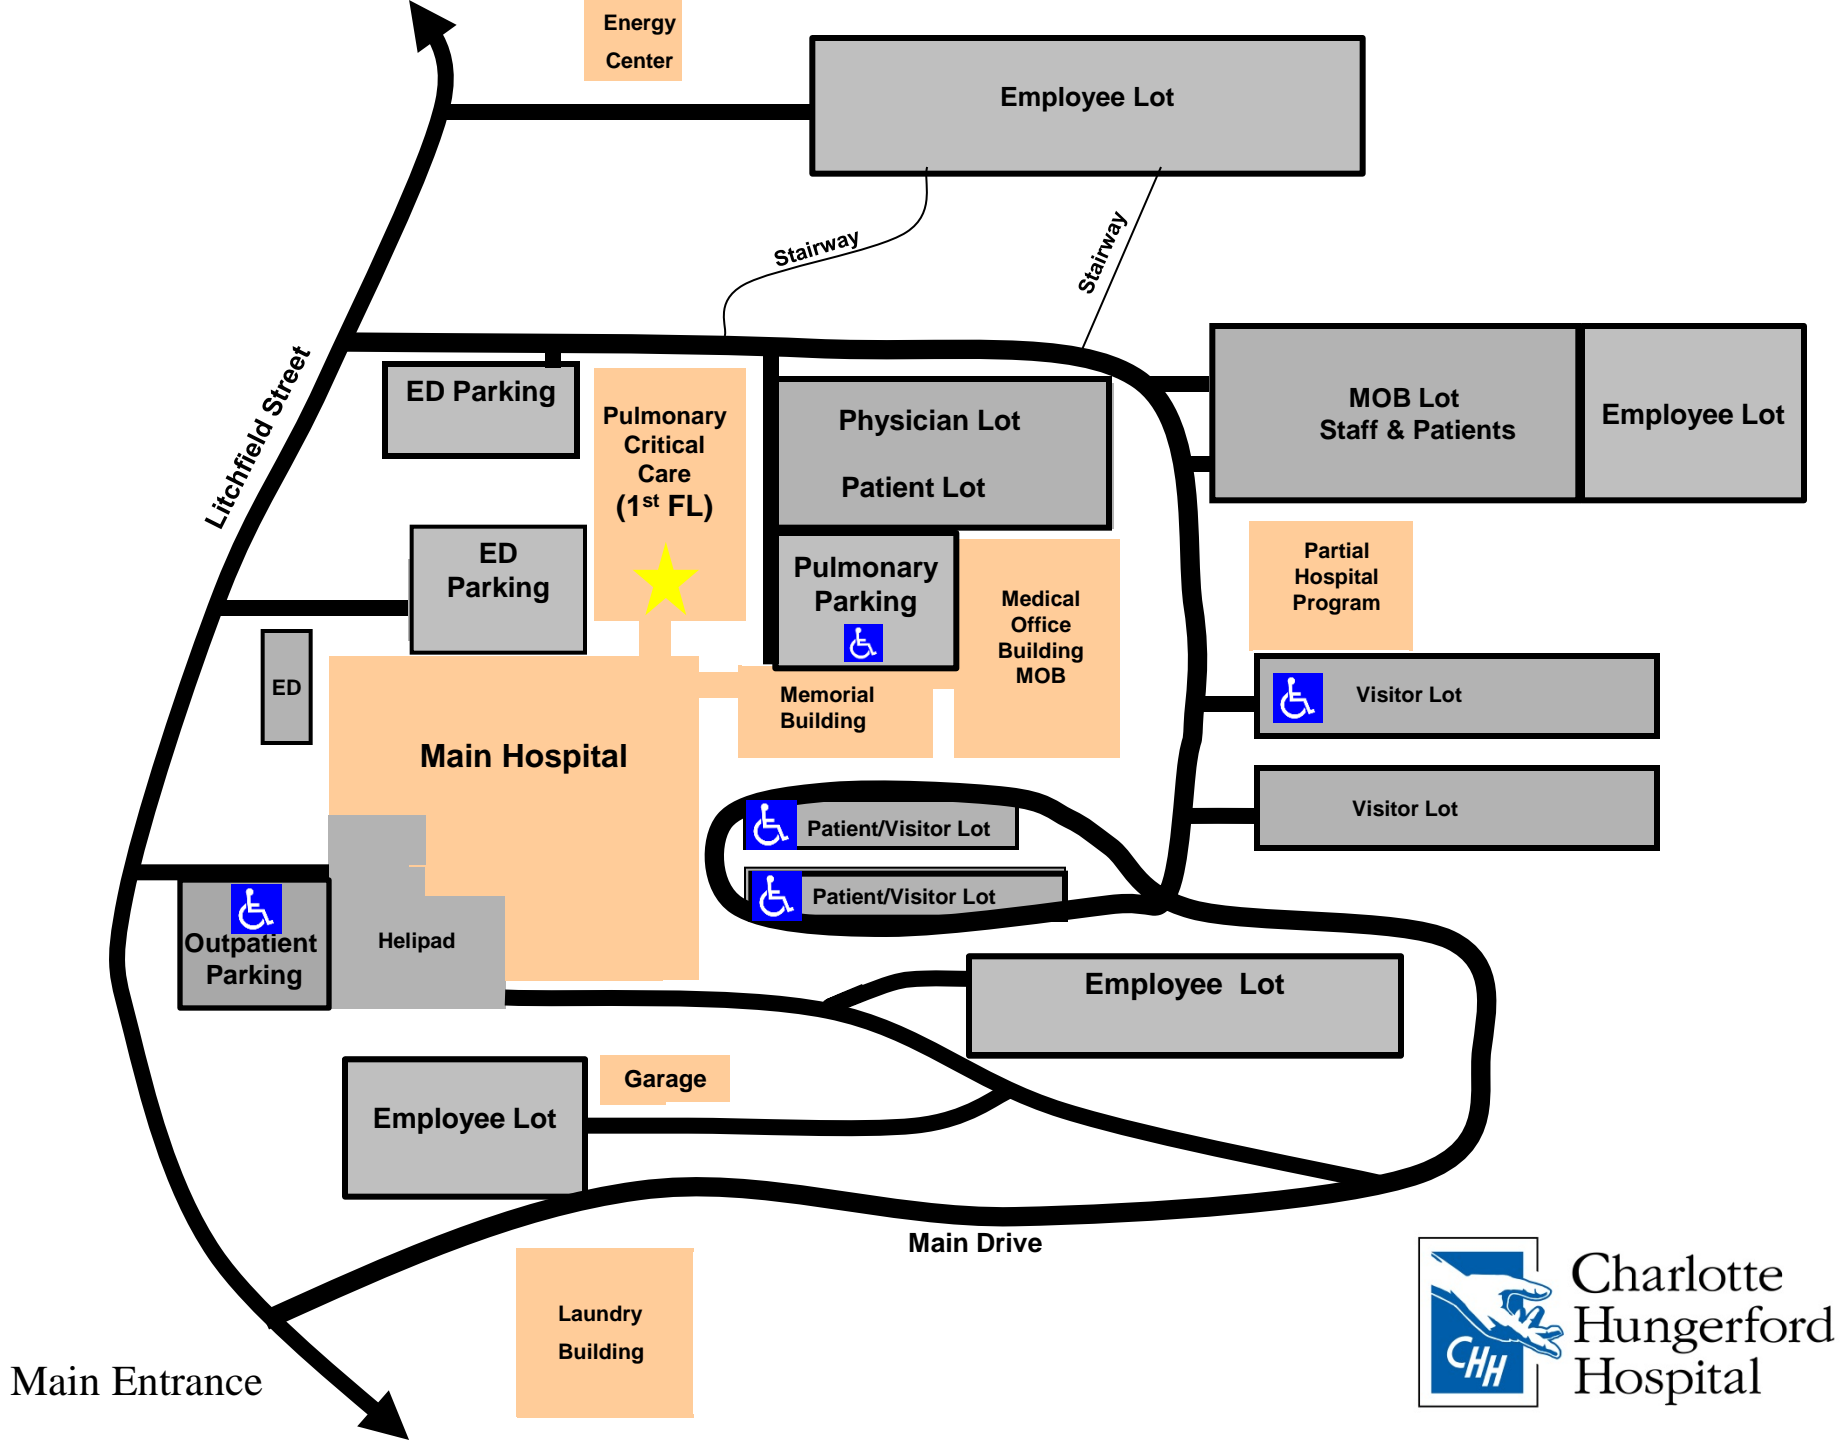 Energy
Center
Employee Lot
Stairway
Stairway
Litchfield Street
ED Parking
Pulmonary
Critical
Care
(1st FL)
Physician Lot
Patient Lot
MOB Lot
Staff & Patients
Employee Lot
ED
Parking
Pulmonary
Parking
Medical
Office
Building
MOB
Partial
Hospital
Program
ED
Memorial
Building
Visitor Lot
Main Hospital
Visitor Lot
Patient/Visitor Lot
Patient/Visitor Lot
Outpatient
Parking
Helipad
Employee Lot
Garage
Employee Lot
Main Drive
Laundry
Building
Main Entrance
CHH
Charlotte
Hungerford
Hospital